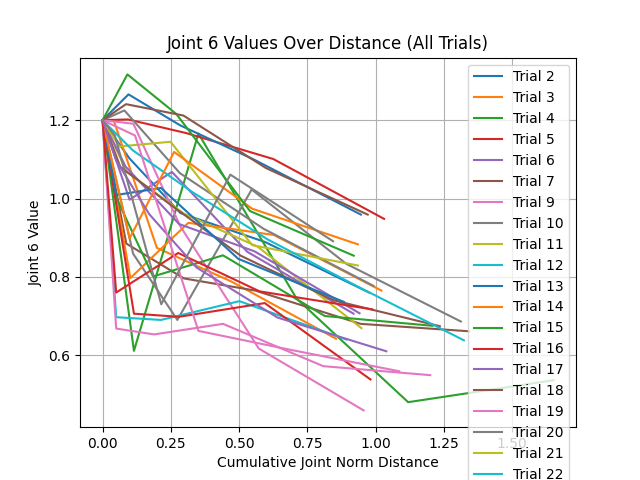 Joint 6 Values Over Distance (All Trials)
Joint 6 Value
1.2
1.0
0.8
0.6
0.00
0.25
0.50
0.75
1.00
1.25
1.50
Cumulative Joint Norm Distance
Trial 2
Trial 3
Trial 4
Trial 5
Trial 6
Trial 7
Trial 9
Trial 10
Trial 11
Trial 12
Trial 13
Trial 14
Trial 15
Trial 16
Trial 17
Trial 18
Trial 19
Trial 20
Trial 21
Trial 22